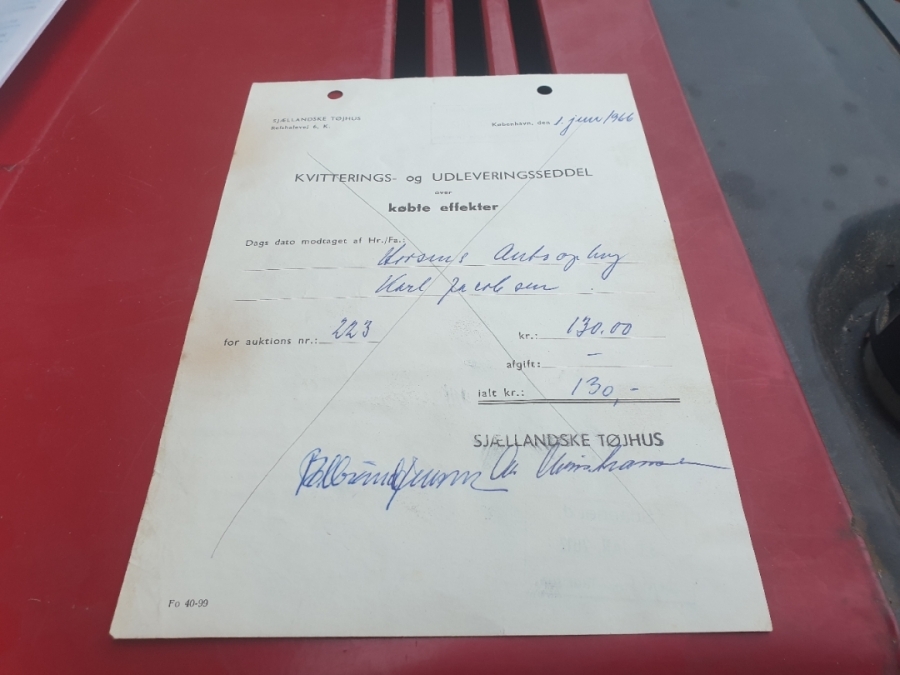 SJÆLLANDSKE TØJHUS
København, den 1. juni 1966
KVITTERINGS- og UDLEVERINGSSEDDEL
over
købte effekter
Dags dato modtaget af Hr./Fa.:
Karl Jacobsen
for auktions nr.: 223
kr.: 130.00
afgift: -
ialt kr.: 130,-
SJÆLLANDSKE TØJHUS
Fo 40-99